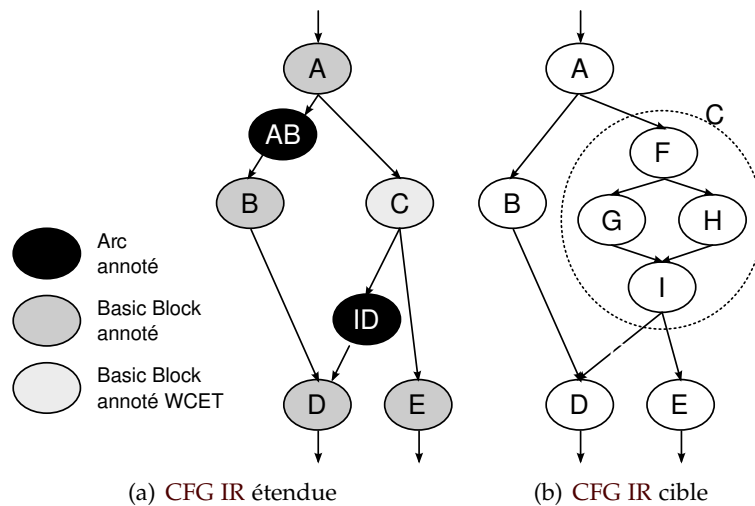 A
AB
B
C
ID
D
E
Arc
annoté
Basic Block
annoté
Basic Block
annoté WCET
(a) CFG IR étendue
A
C
F
B
G
H
I
D
E
(b) CFG IR cible